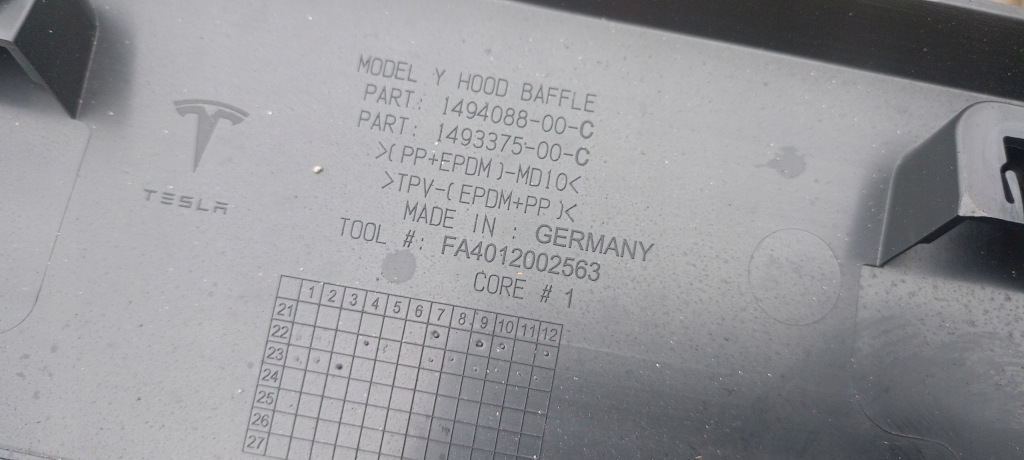 MODEL Y HOOD BAFFLE
PART: 1494088-00-C
PART: 1493375-00-C
>(PP+EPDM)-MD10<
>TPV-(EPDM+PP)<
MADE IN : GERMANY
TOOL #: FA4012002563
CORE # 1
TESLA
1 2 3 4 5 6 7 8 9 10 11 12
21
22
23
24
25
26
27